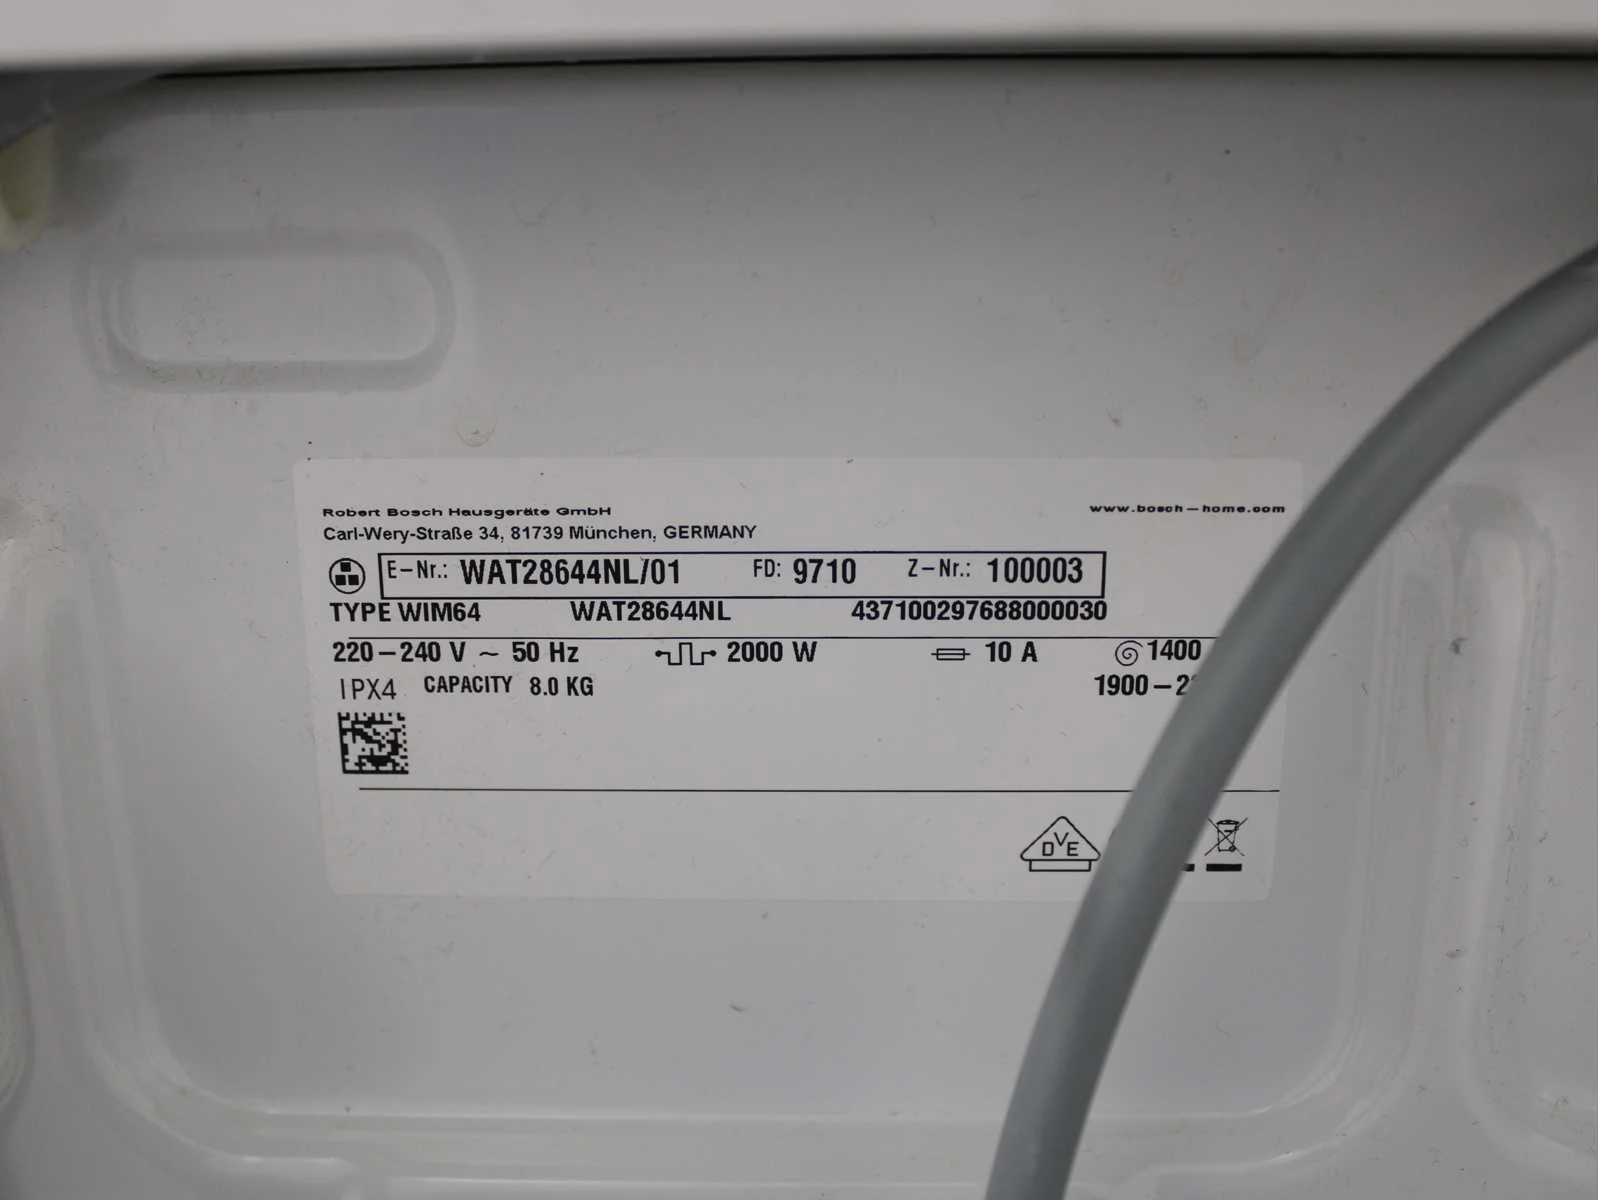 Robert Bosch Hausgeräte GmbH www.bosch-home.com
Carl-Wery-Straße 34, 81739 München, GERMANY
E-Nr.: WAT28644NL/01 FD: 9710 Z-Nr.: 100003
TYPE WIM64 WAT28644NL 437100297688000030
220-240 V ~ 50 Hz 2000 W 10 A 1400
IPX4 CAPACITY 8.0 KG 1900-2
DVE